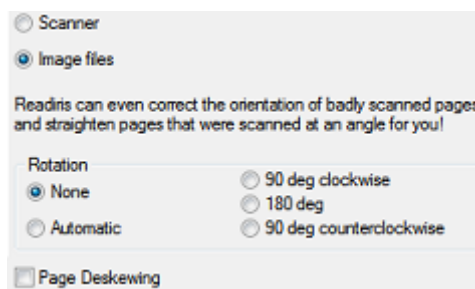 Scanner
Image files
Readiris can even correct the orientation of badly scanned pages
and straighten pages that were scanned at an angle for you!
Rotation
None
90 deg clockwise
180 deg
Automatic
90 deg counterclockwise
Page Deskewing